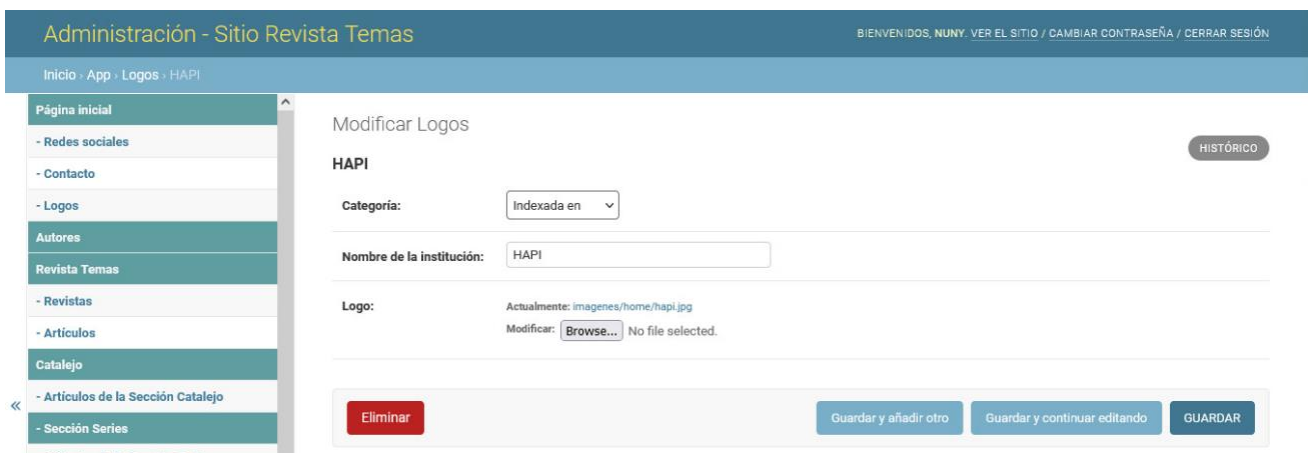 Administración - Sitio Revista Temas
BIENVENIDOS, NUNY. VER EL SITIO / CAMBIAR CONTRASEÑA / CERRAR SESIÓN
Inicio › App › Logos › HAPI
Página inicial
- Redes sociales
- Contacto
- Logos
Autores
Revista Temas
- Revistas
- Artículos
Catalejo
- Artículos de la Sección Catalejo
- Sección Series
«
Modificar Logos
HISTÓRICO
HAPI
Categoría: Indexada en
Nombre de la institución: HAPI
Logo: Actualmente: imagenes/home/hapi.jpg
Modificar: Browse... No file selected.
Eliminar Guardar y añadir otro Guardar y continuar editando GUARDAR